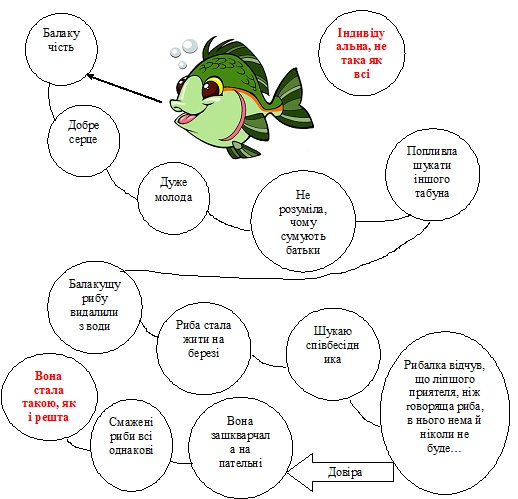 Балаку
чість
Індивіду
альна, не
така як
всі
Добре
серце
Дуже
молода
Не
розуміла,
чому
сумують
батьки
Попливла
шукати
іншого
табуна
Балакущу
рибу
видалили
з води
Риба стала
жити на
березі
Шукаю
співбесідн
ика
Рибалка відчув,
що ліпшого
приятеля, ніж
говоряща риба,
в нього нема й
ніколи не
буде…
Довіра
Вона
зашкварчал
а на
пательні
Смажені
риби всі
однакові
Вона
стала
такою, як
і решта